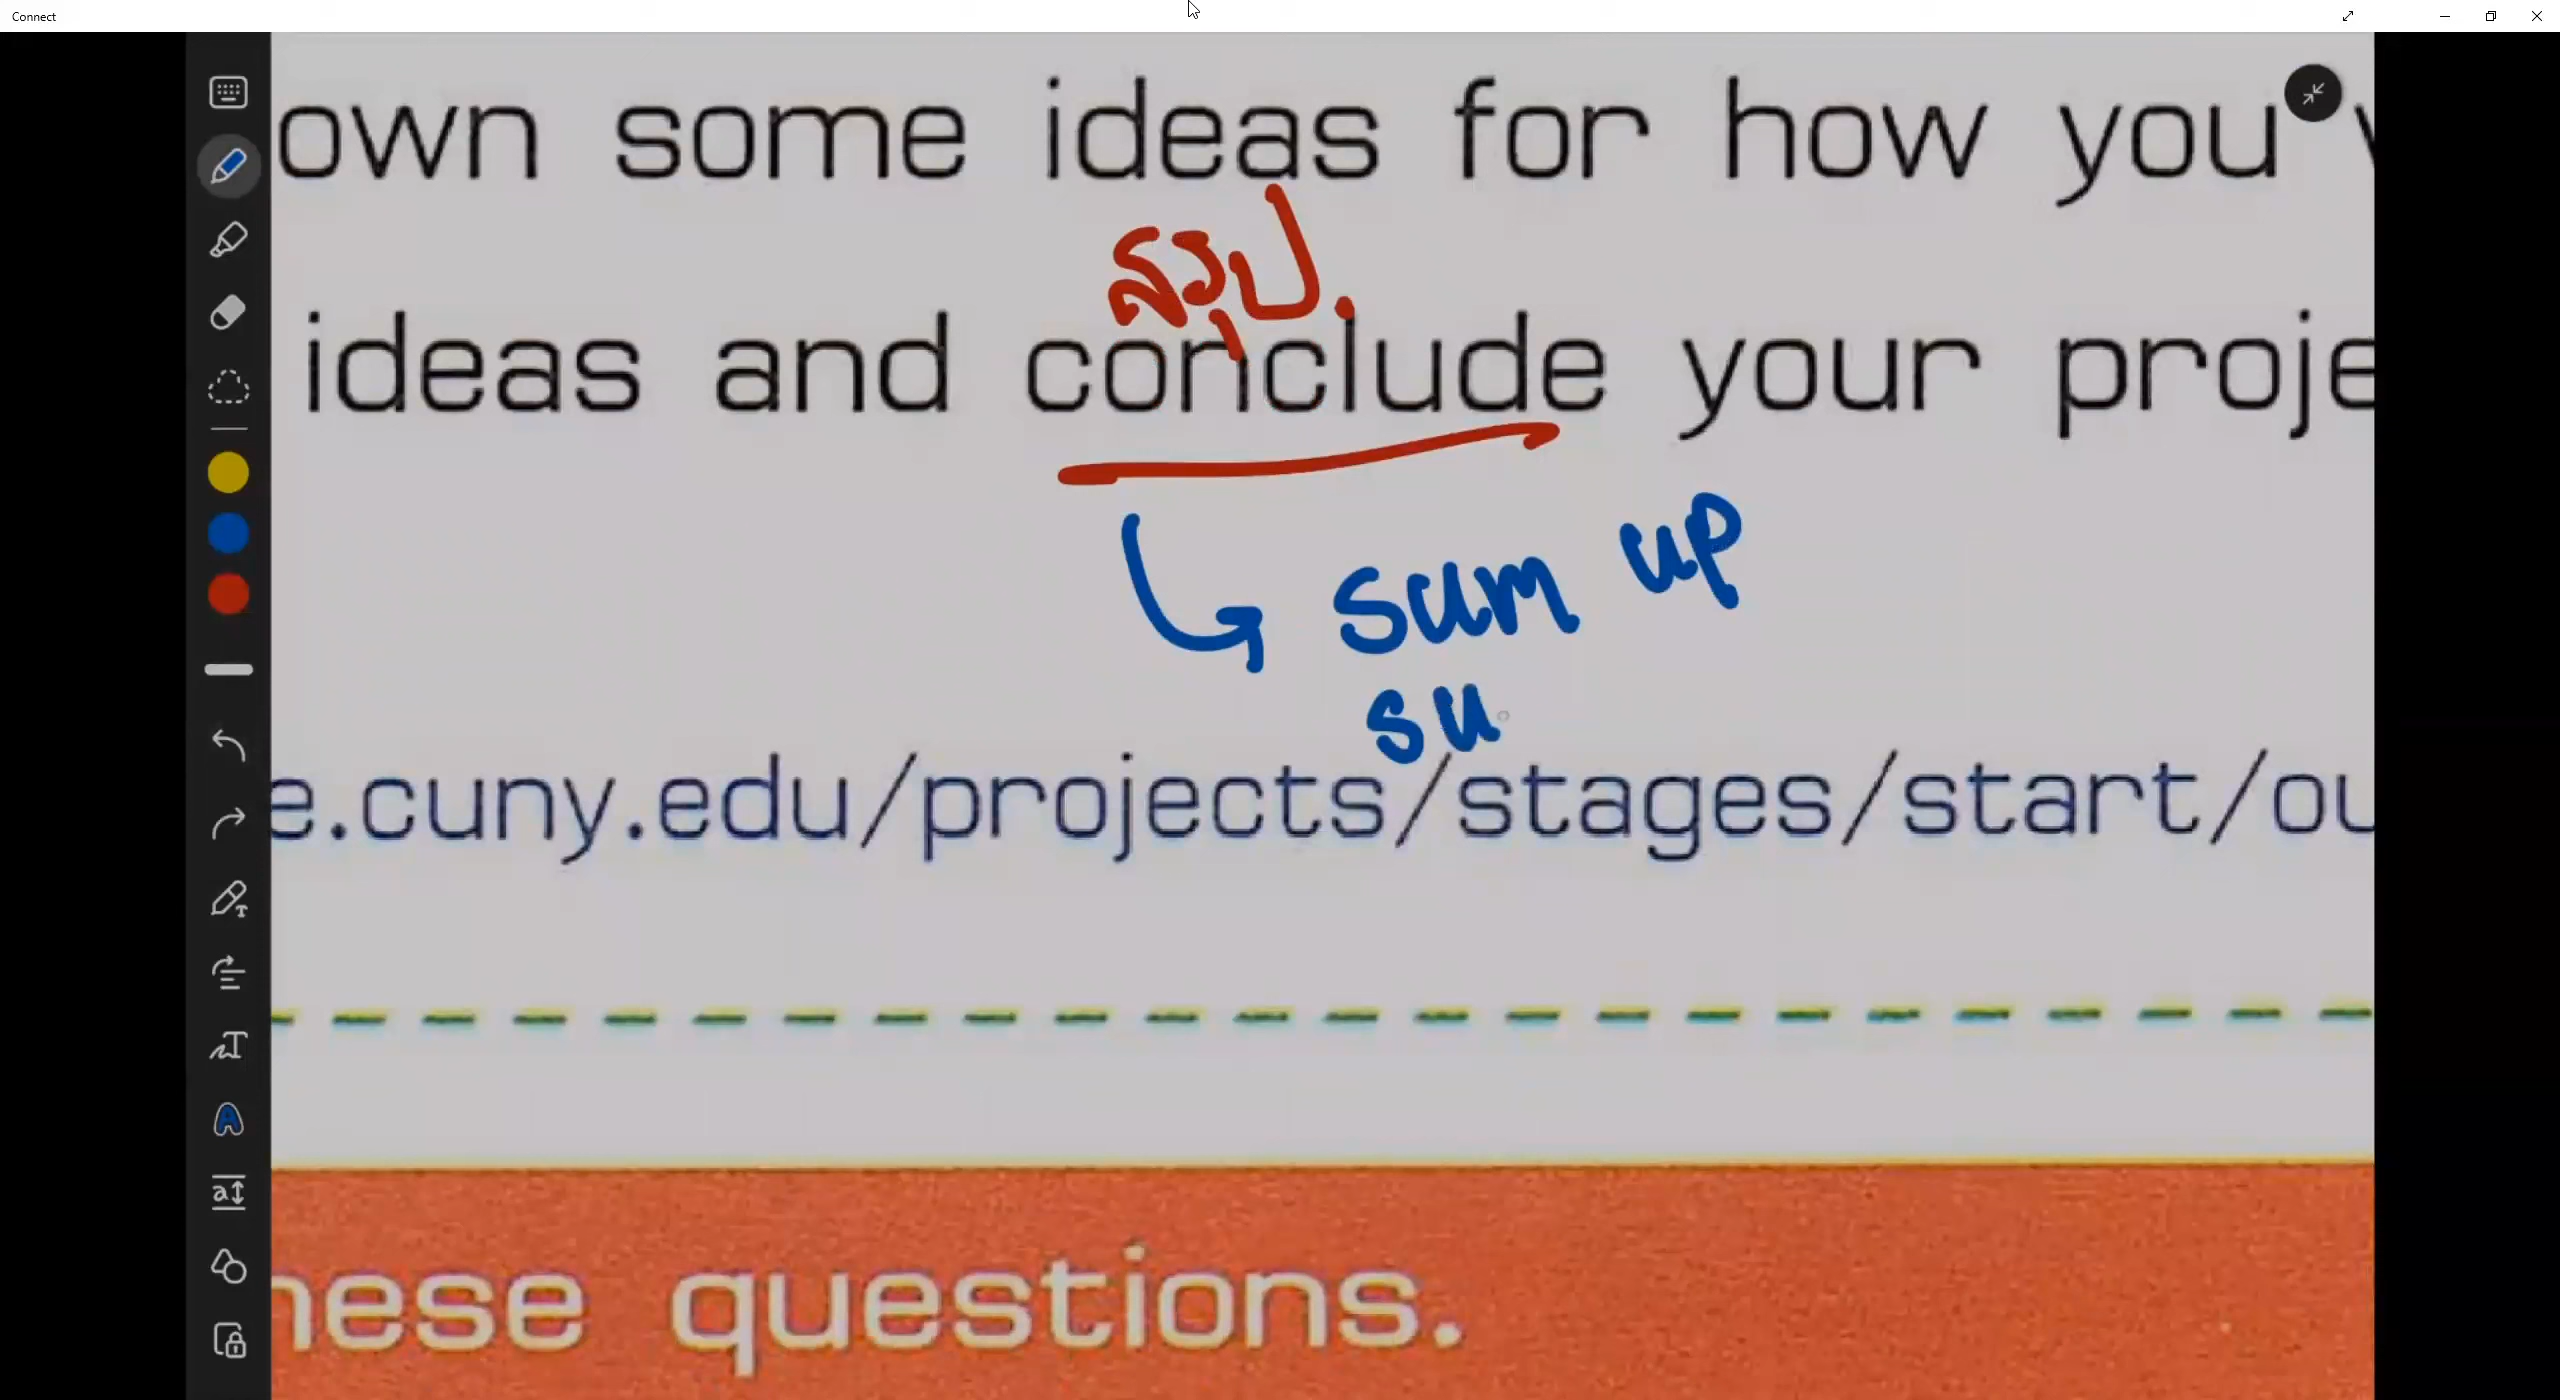 Connect
own some ideas for how you
สรุป.
ideas and conclude your proje
sum up
su
e.cuny.edu/projects/stages/start/ou
hese questions.